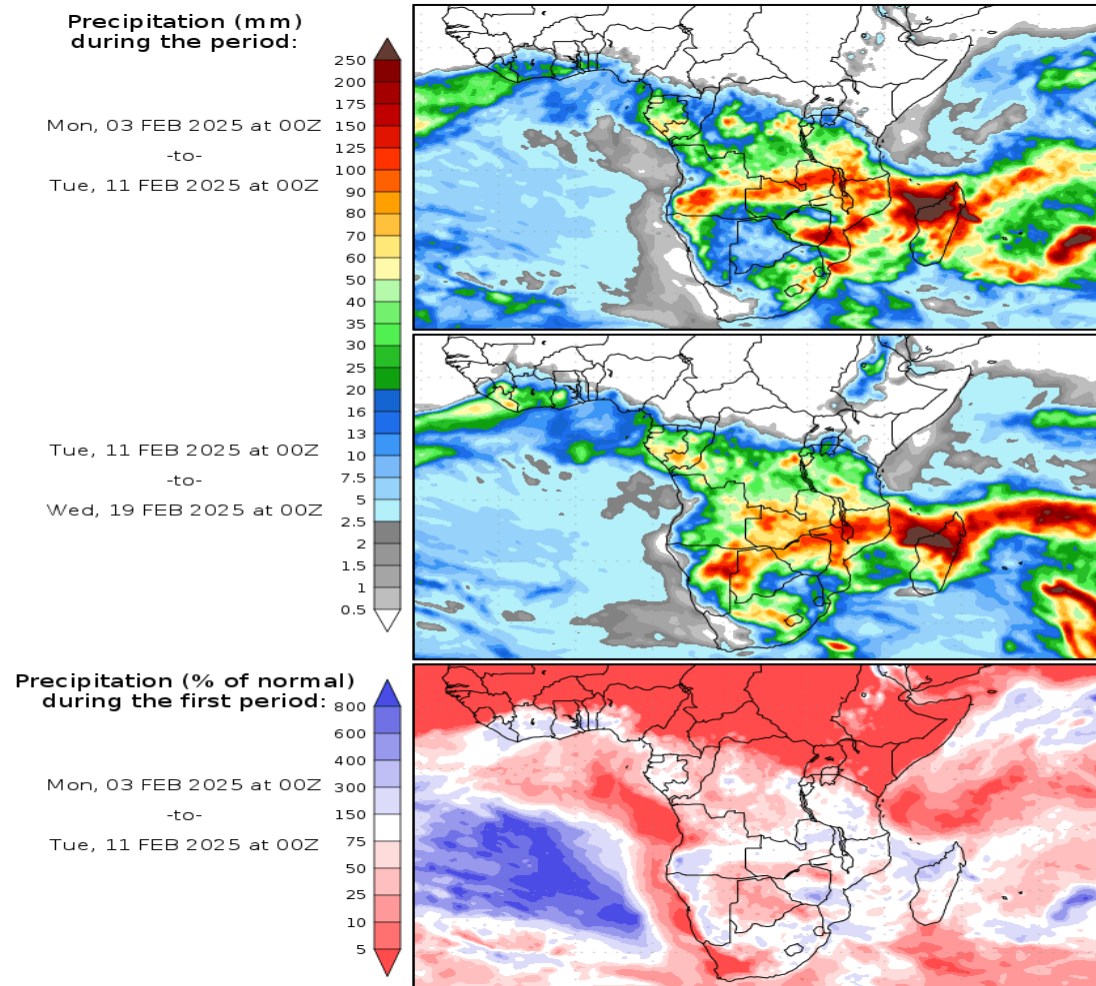 Precipitation (mm)
during the period:
Mon, 03 FEB 2025 at 00Z
-to-
Tue, 11 FEB 2025 at 00Z
Tue, 11 FEB 2025 at 00Z
-to-
Wed, 19 FEB 2025 at 00Z
250
200
175
150
125
100
90
80
70
60
50
40
35
30
25
20
16
13
10
7.5
5
2.5
2
1.5
1
0.5
Precipitation (% of normal)
during the first period:
Mon, 03 FEB 2025 at 00Z
-to-
Tue, 11 FEB 2025 at 00Z
800
600
400
300
150
75
50
25
10
5